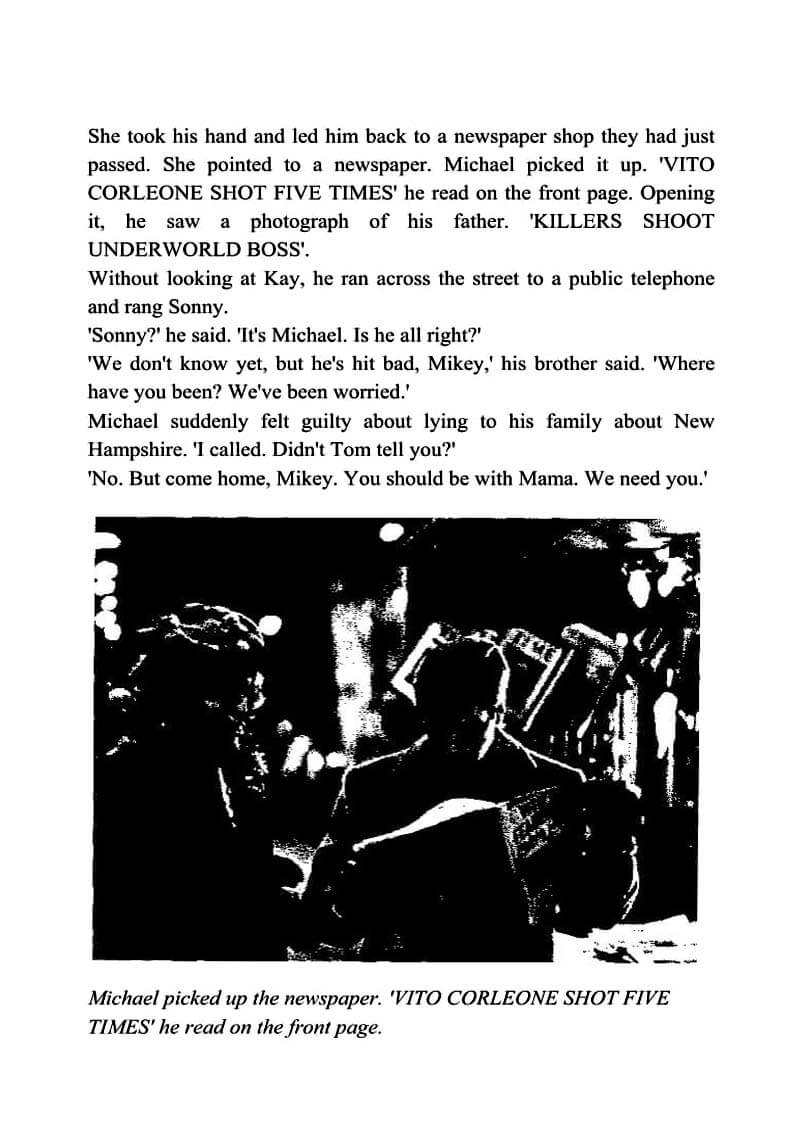 She took his hand and led him back to a newspaper shop they had just
passed. She pointed to a newspaper. Michael picked it up. 'VITO
CORLEONE SHOT FIVE TIMES' he read on the front page. Opening
it, he saw a photograph of his father. 'KILLERS SHOOT
UNDERWORLD BOSS'.
Without looking at Kay, he ran across the street to a public telephone
and rang Sonny.
'Sonny?' he said. 'It's Michael. Is he all right?'
'We don't know yet, but he's hit bad, Mikey,' his brother said. 'Where
have you been? We've been worried.'
Michael suddenly felt guilty about lying to his family about New
Hampshire. 'I called. Didn't Tom tell you?'
'No. But come home, Mikey. You should be with Mama. We need you.'
Michael picked up the newspaper. 'VITO CORLEONE SHOT FIVE
TIMES' he read on the front page.